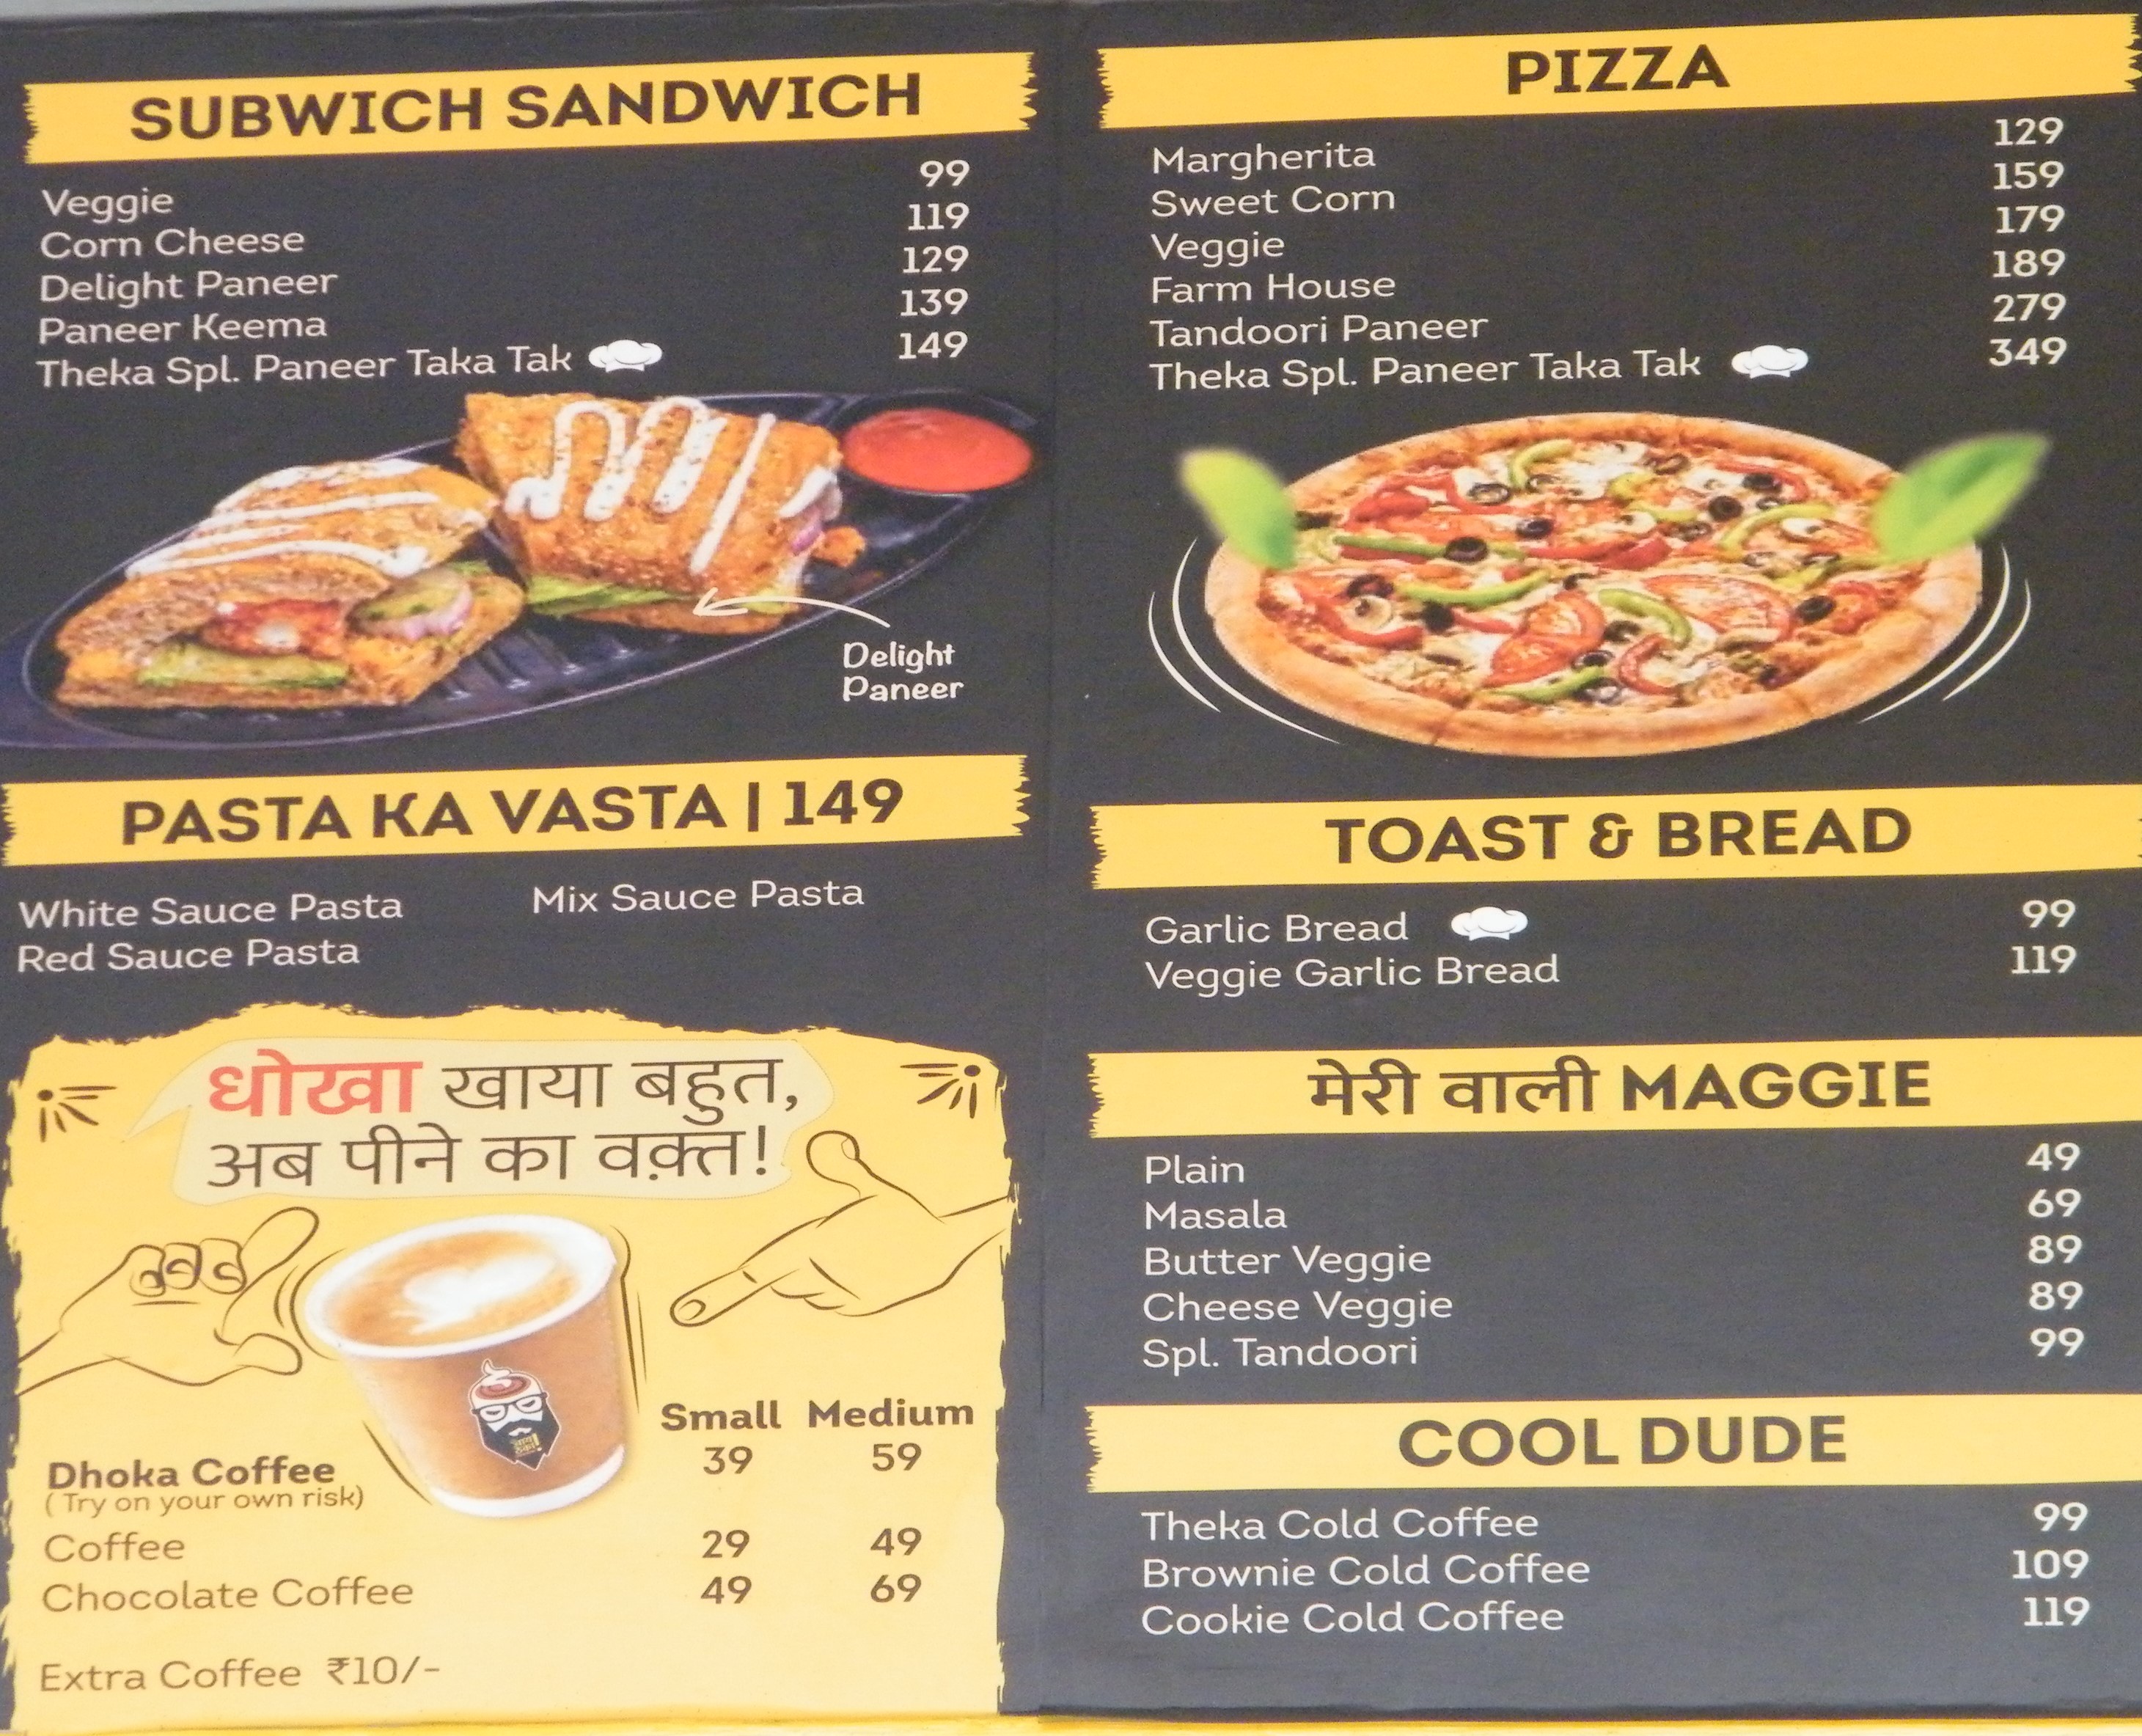 SUBWICH SANDWICH
Veggie 99
Corn Cheese 119
Delight Paneer 129
Paneer Keema 139
Theka Spl. Paneer Taka Tak 149
Delight
Paneer
PASTA KA VASTA | 149
White Sauce Pasta Mix Sauce Pasta
Red Sauce Pasta
धोखा खाया बहुत,
अब पीने का वक़्त!
Small Medium
Dhoka Coffee 39 59
( Try on your own risk)
Coffee 29 49
Chocolate Coffee 49 69
Extra Coffee ₹10/-
PIZZA
Margherita 129
Sweet Corn 159
Veggie 179
Farm House 189
Tandoori Paneer 279
Theka Spl. Paneer Taka Tak 349
TOAST & BREAD
Garlic Bread 99
Veggie Garlic Bread 119
मेरी वाली MAGGIE
Plain 49
Masala 69
Butter Veggie 89
Cheese Veggie 89
Spl. Tandoori 99
COOL DUDE
Theka Cold Coffee 99
Brownie Cold Coffee 109
Cookie Cold Coffee 119